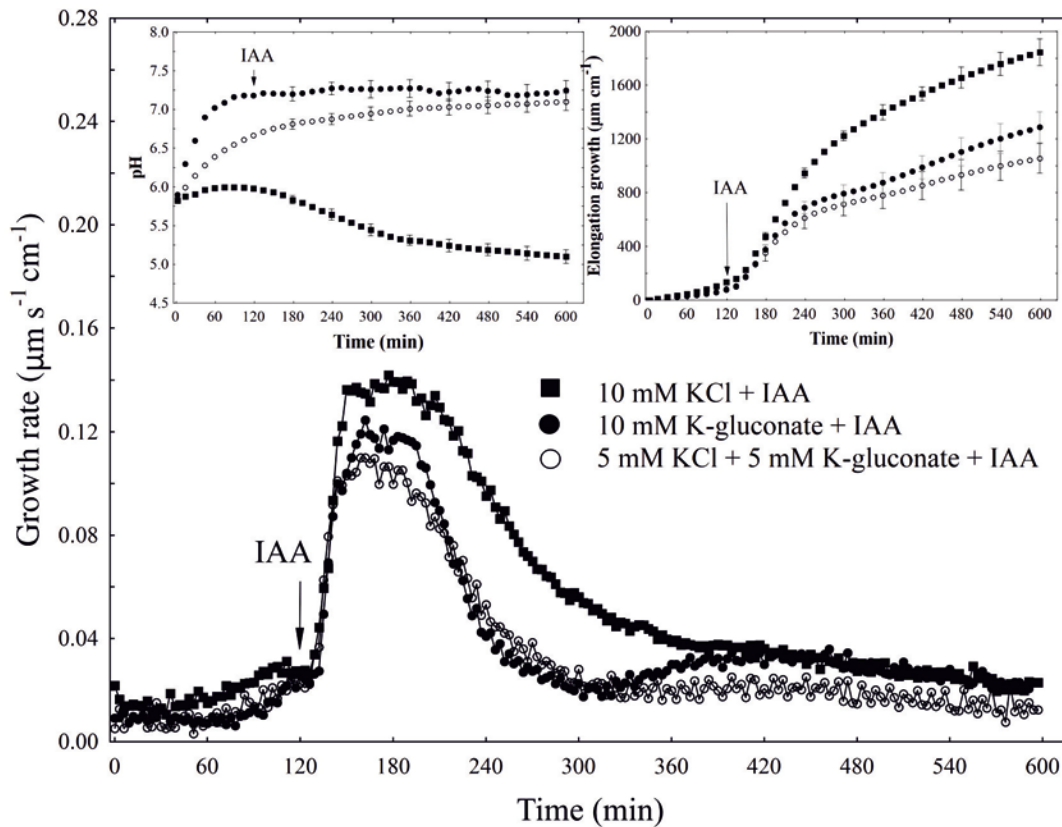 0.28
0.24
0.20
0.16
0.12
0.08
0.04
0.00
Growth rate (µm s⁻¹ cm⁻¹)
0 60 120 180 240 300 360 420 480 540 600
Time (min)
IAA
8.0
7.5
7.0
6.5
6.0
5.5
5.0
4.5
pH
IAA
0 60 120 180 240 300 360 420 480 540 600
Time (min)
2000
1600
1200
800
400
0
Elongation growth (µm cm⁻¹)
IAA
0 60 120 180 240 300 360 420 480 540 600
Time (min)
10 mM KCl + IAA
10 mM K-gluconate + IAA
5 mM KCl + 5 mM K-gluconate + IAA